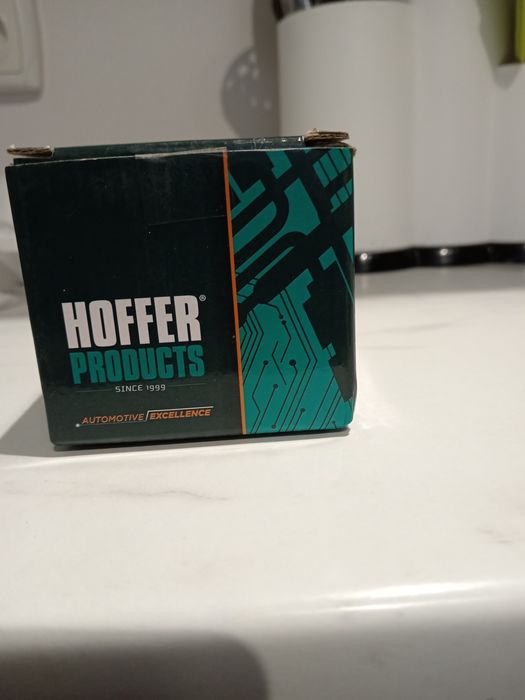 HOFFER®
PRODUCTS
SINCE 1999
AUTOMOTIVE EXCELLENCE